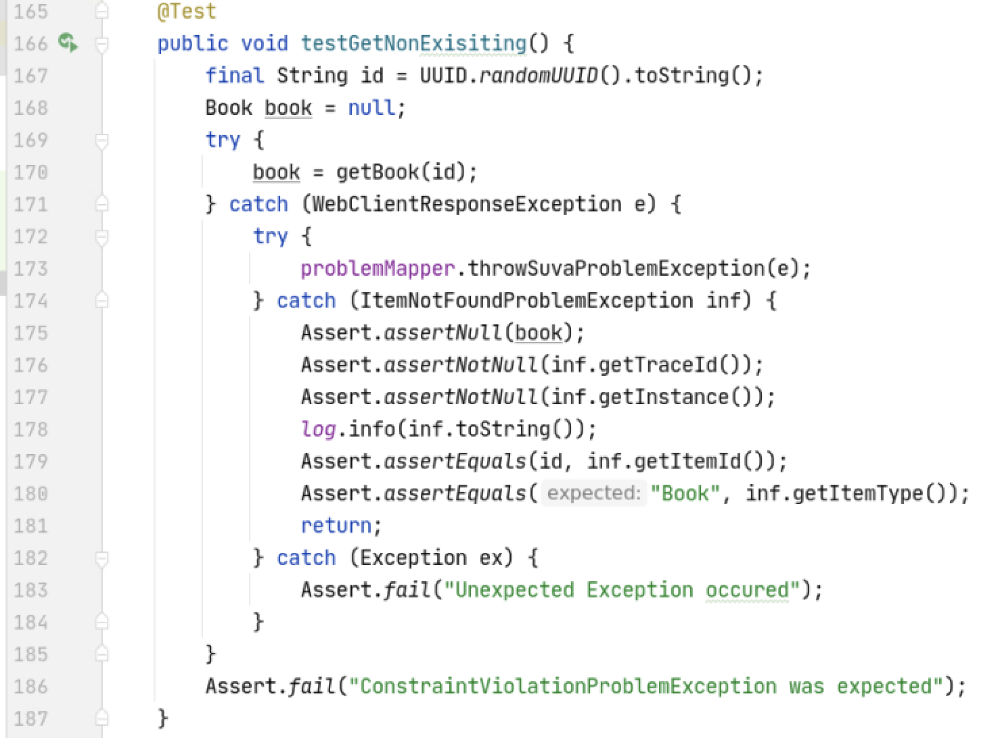 165 @Test
166 public void testGetNonExisiting() {
167 final String id = UUID.randomUUID().toString();
168 Book book = null;
169 try {
170 book = getBook(id);
171 } catch (WebClientResponseException e) {
172 try {
173 problemMapper.throwSuvaProblemException(e);
174 } catch (ItemNotFoundProblemException inf) {
175 Assert.assertNull(book);
176 Assert.assertNotNull(inf.getTraceId());
177 Assert.assertNotNull(inf.getInstance());
178 log.info(inf.toString());
179 Assert.assertEquals(id, inf.getItemId());
180 Assert.assertEquals( expected: "Book", inf.getItemType());
181 return;
182 } catch (Exception ex) {
183 Assert.fail("Unexpected Exception occured");
184 }
185 }
186 Assert.fail("ConstraintViolationProblemException was expected");
187 }